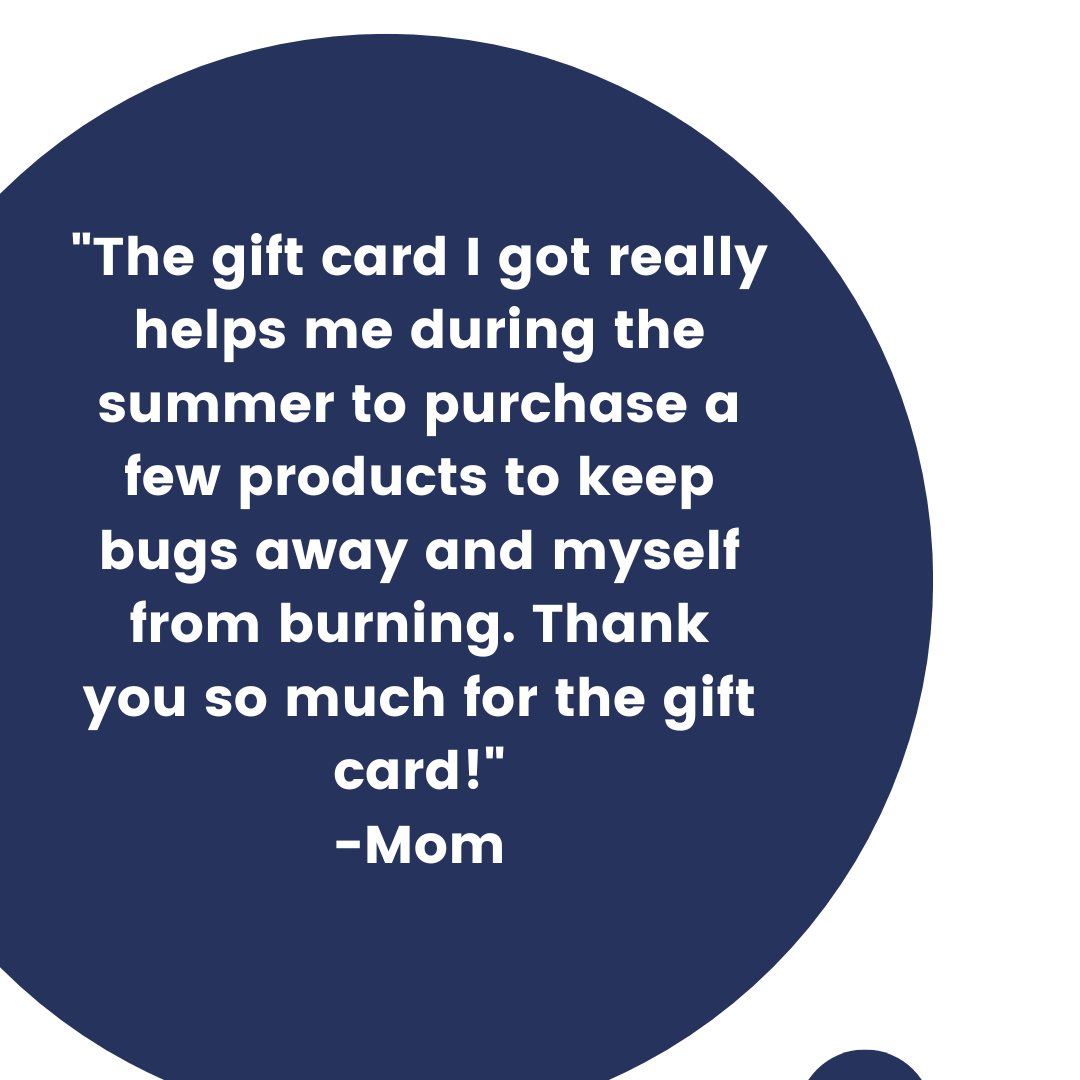 "The gift card I got really
helps me during the
summer to purchase a
few products to keep
bugs away and myself
from burning. Thank
you so much for the gift
card!"
-Mom